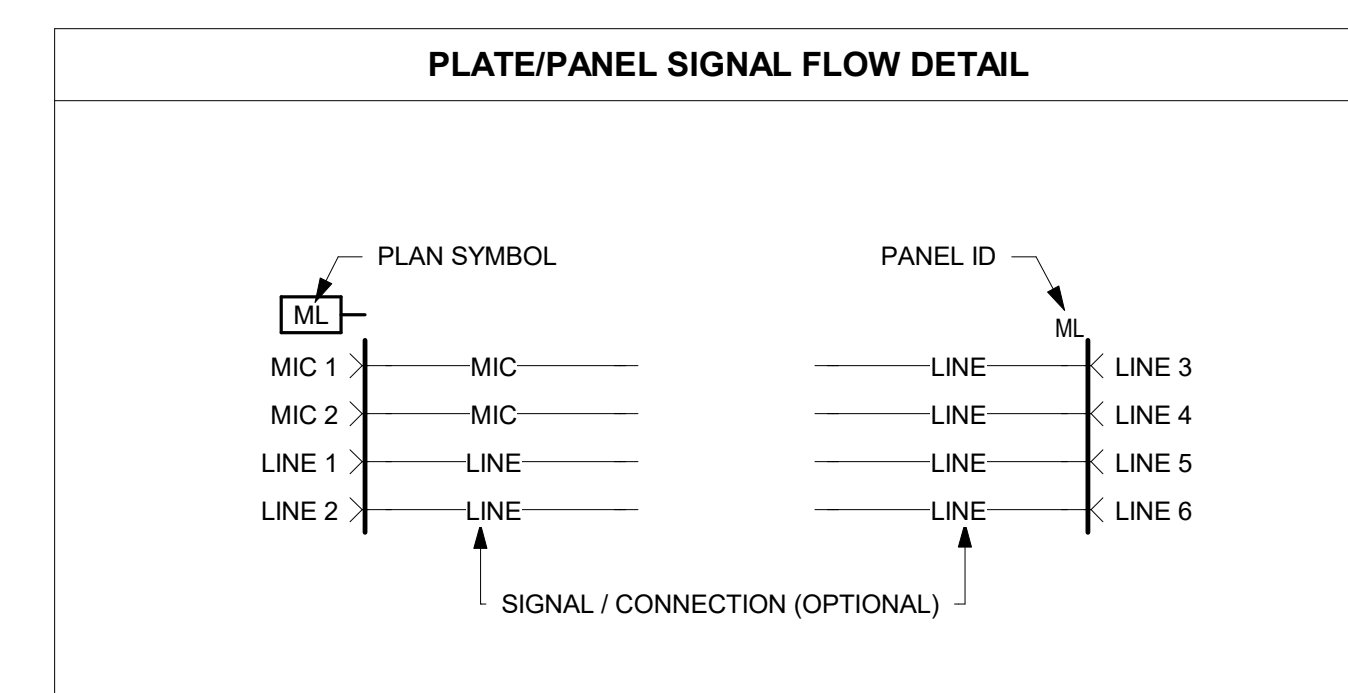 PLATE/PANEL SIGNAL FLOW DETAIL
PLAN SYMBOL
PANEL ID
ML
ML
MIC 1 MIC LINE LINE 3
MIC 2 MIC LINE LINE 4
LINE 1 LINE LINE LINE 5
LINE 2 LINE LINE LINE 6
SIGNAL / CONNECTION (OPTIONAL)